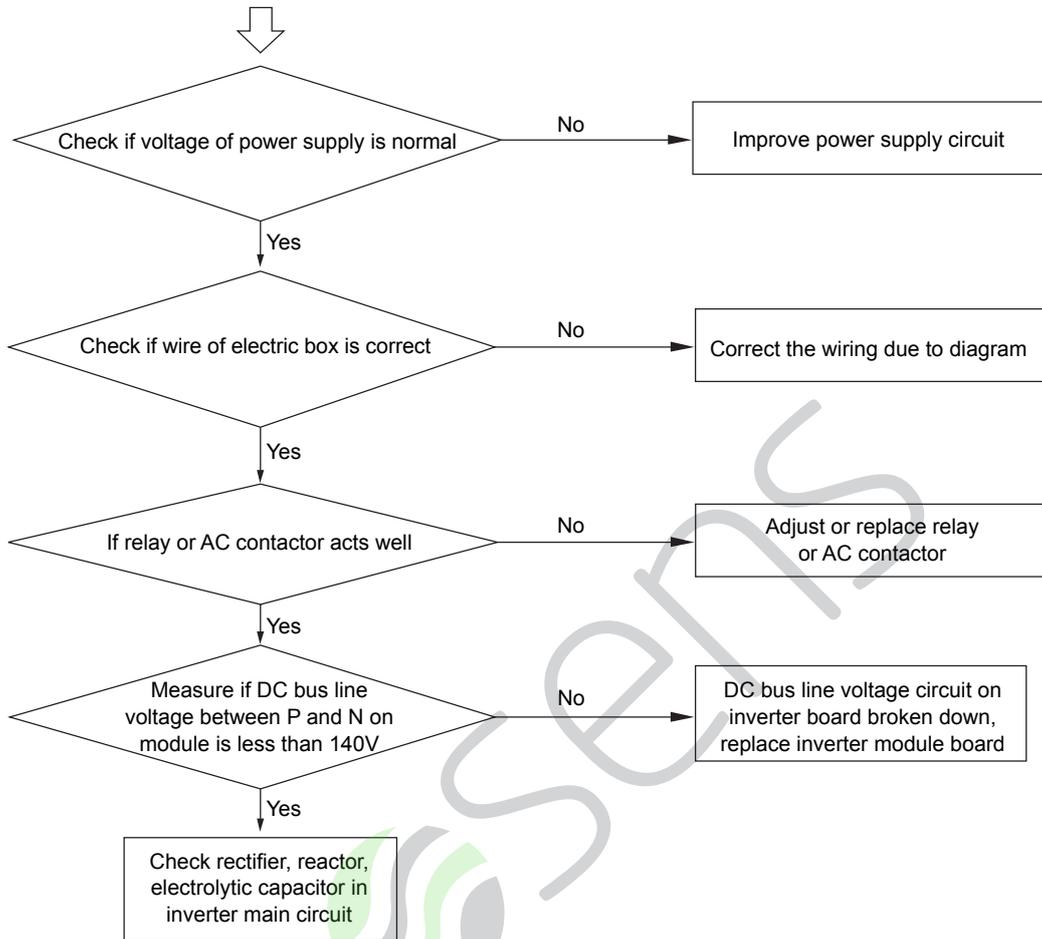 Check if voltage of power supply is normal
No
Improve power supply circuit
Yes
Check if wire of electric box is correct
No
Correct the wiring due to diagram
Yes
If relay or AC contactor acts well
No
Adjust or replace relay
or AC contactor
Yes
Measure if DC bus line
voltage between P and N on
module is less than 140V
No
DC bus line voltage circuit on
inverter board broken down,
replace inverter module board
Yes
Check rectifier, reactor,
electrolytic capacitor in
inverter main circuit
sens